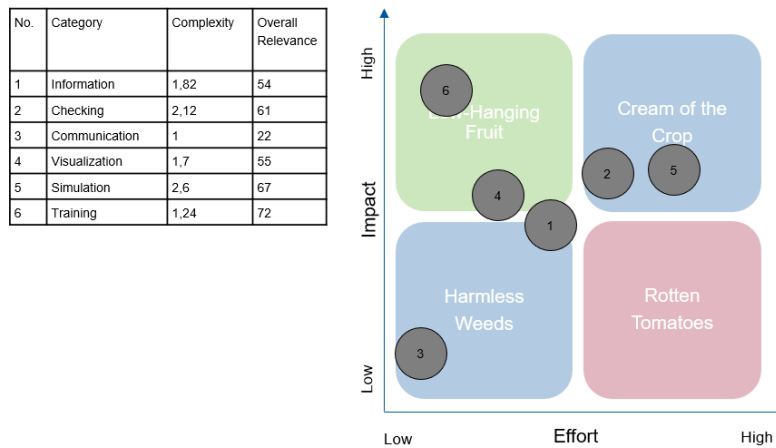 No. Category Complexity Overall Relevance
1 Information 1,82 54
2 Checking 2,12 61
3 Communication 1 22
4 Visualization 1,7 55
5 Simulation 2,6 67
6 Training 1,24 72
High
Impact
Low
6
Low-Hanging
Fruit
Cream of the
Crop
2
5
4
1
Harmless
Weeds
Rotten
Tomatoes
3
Low
Effort
High